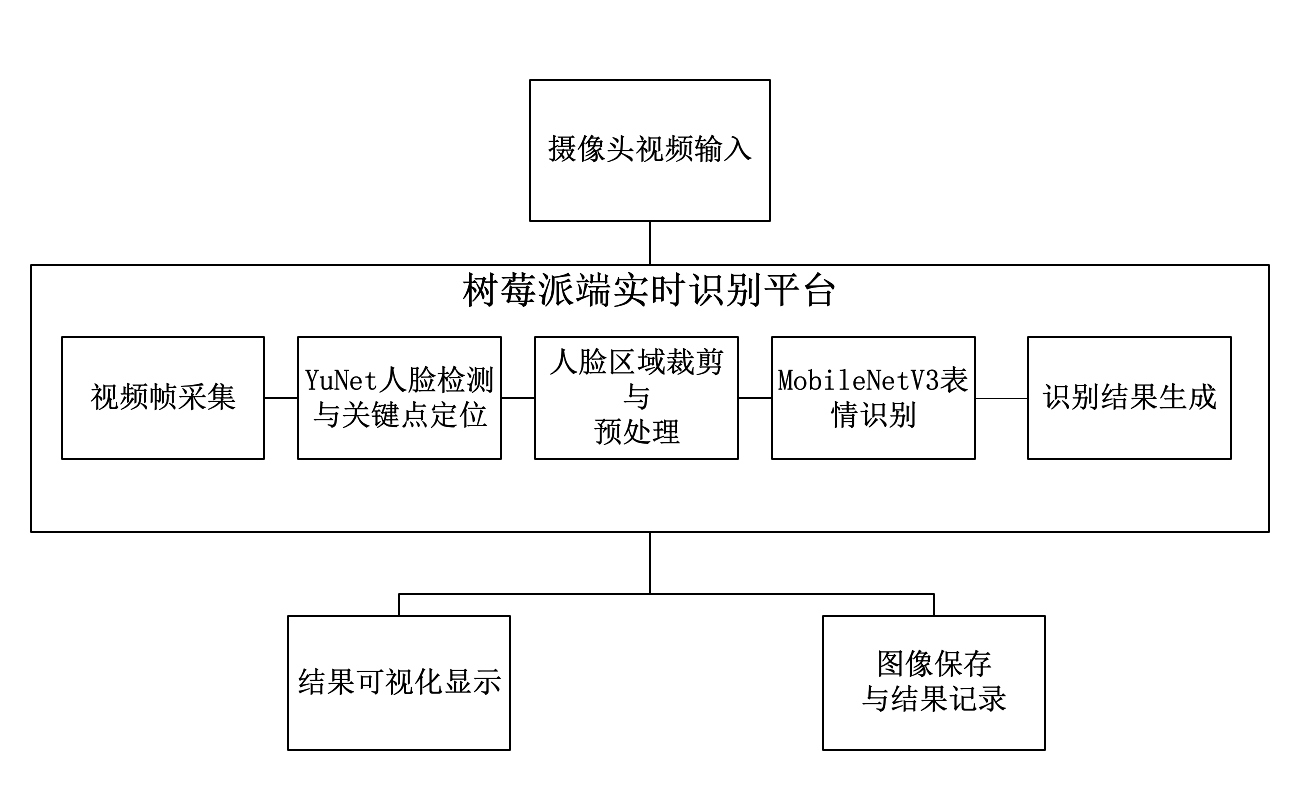 摄像头视频输入
树莓派端实时识别平台
视频帧采集
YuNet人脸检测
与关键点定位
人脸区域裁剪
与
预处理
MobileNetV3表
情识别
识别结果生成
结果可视化显示
图像保存
与结果记录